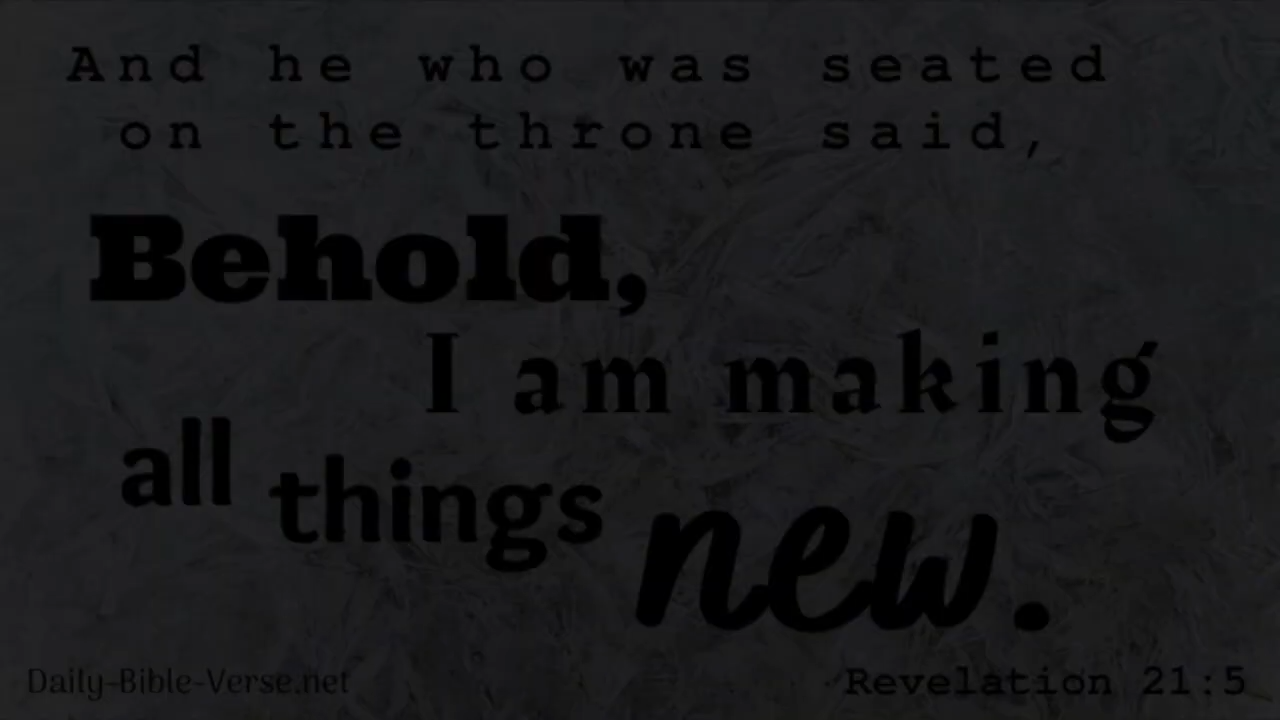 And he who was seated
on the throne said,
Behold,
I am making
all things new.
Daily-Bible-Verse.net
Revelation 21:5